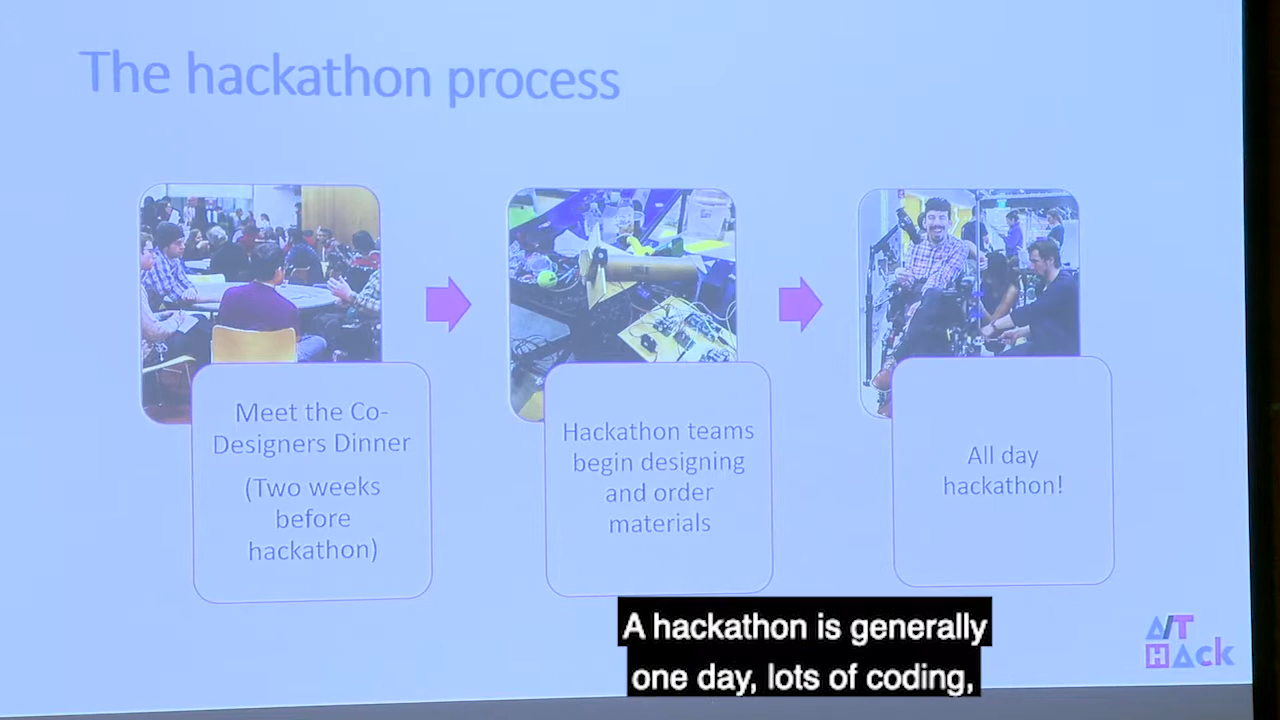 The hackathon process
Meet the Co-
Designers Dinner
(Two weeks
before
hackathon)
Hackathon teams
begin designing
and order
materials
All day
hackathon!
A/T
HAck
A hackathon is generally
one day, lots of coding,